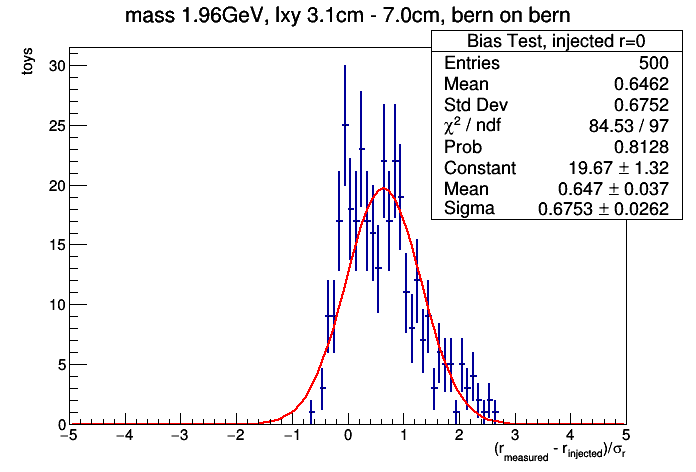 mass 1.96GeV, lxy 3.1cm - 7.0cm, bern on bern
Bias Test, injected r=0
Entries 500
Mean 0.6462
Std Dev 0.6752
χ² / ndf 84.53 / 97
Prob 0.8128
Constant 19.67 ± 1.32
Mean 0.647 ± 0.037
Sigma 0.6753 ± 0.0262
toys
30
25
20
15
10
5
0
−5 −4 −3 −2 −1 0 1 2 3 4 5
(r_measured - r_injected)/σ_r